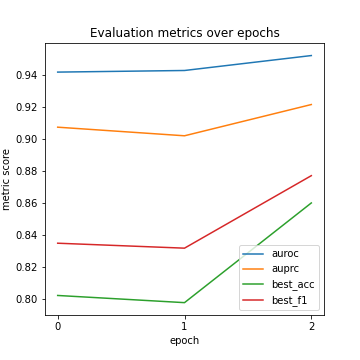 Evaluation metrics over epochs
metric score
0.94
0.92
0.90
0.88
0.86
0.84
0.82
0.80
auroc
auprc
best_acc
best_f1
0
1
2
epoch